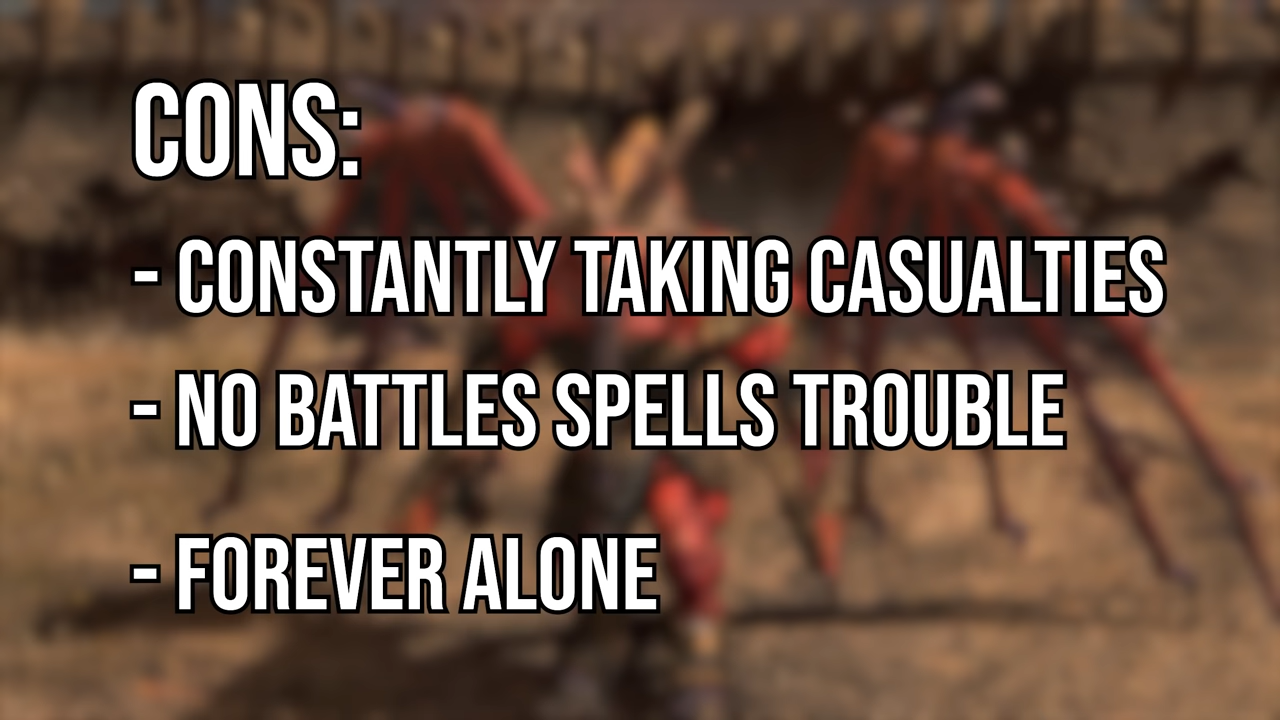 CONS:
- CONSTANTLY TAKING CASUALTIES
- NO BATTLES SPELLS TROUBLE
- FOREVER ALONE